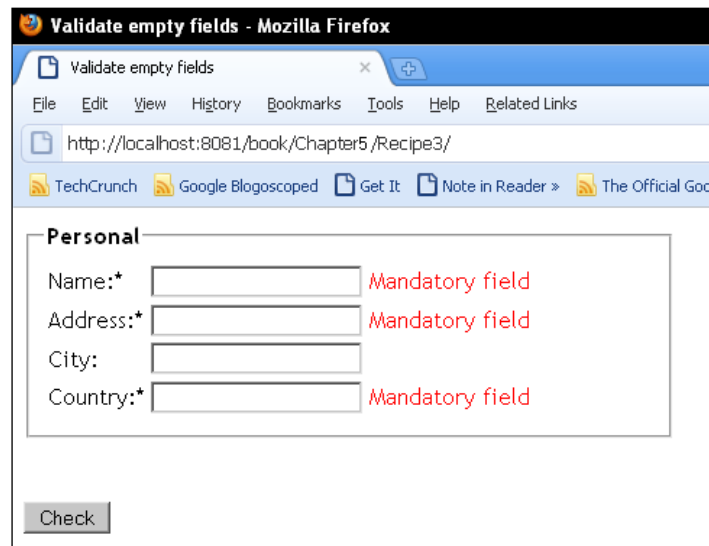 Validate empty fields - Mozilla Firefox
Validate empty fields
File Edit View History Bookmarks Tools Help Related Links
http://localhost:8081/book/Chapter5/Recipe3/
TechCrunch Google Blogoscoped Get It Note in Reader » The Official Goo
Personal
Name:* Mandatory field
Address:* Mandatory field
City:
Country:* Mandatory field
Check